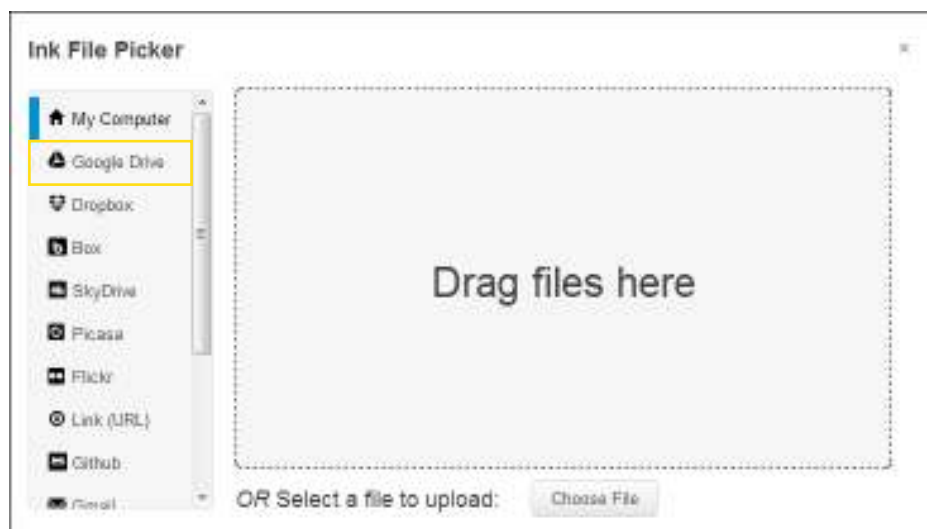 Ink File Picker
×
My Computer
Google Drive
Dropbox
Box
SkyDrive
Picasa
Flickr
Link (URL)
Github
Gmail
Drag files here
OR Select a file to upload:
Choose File